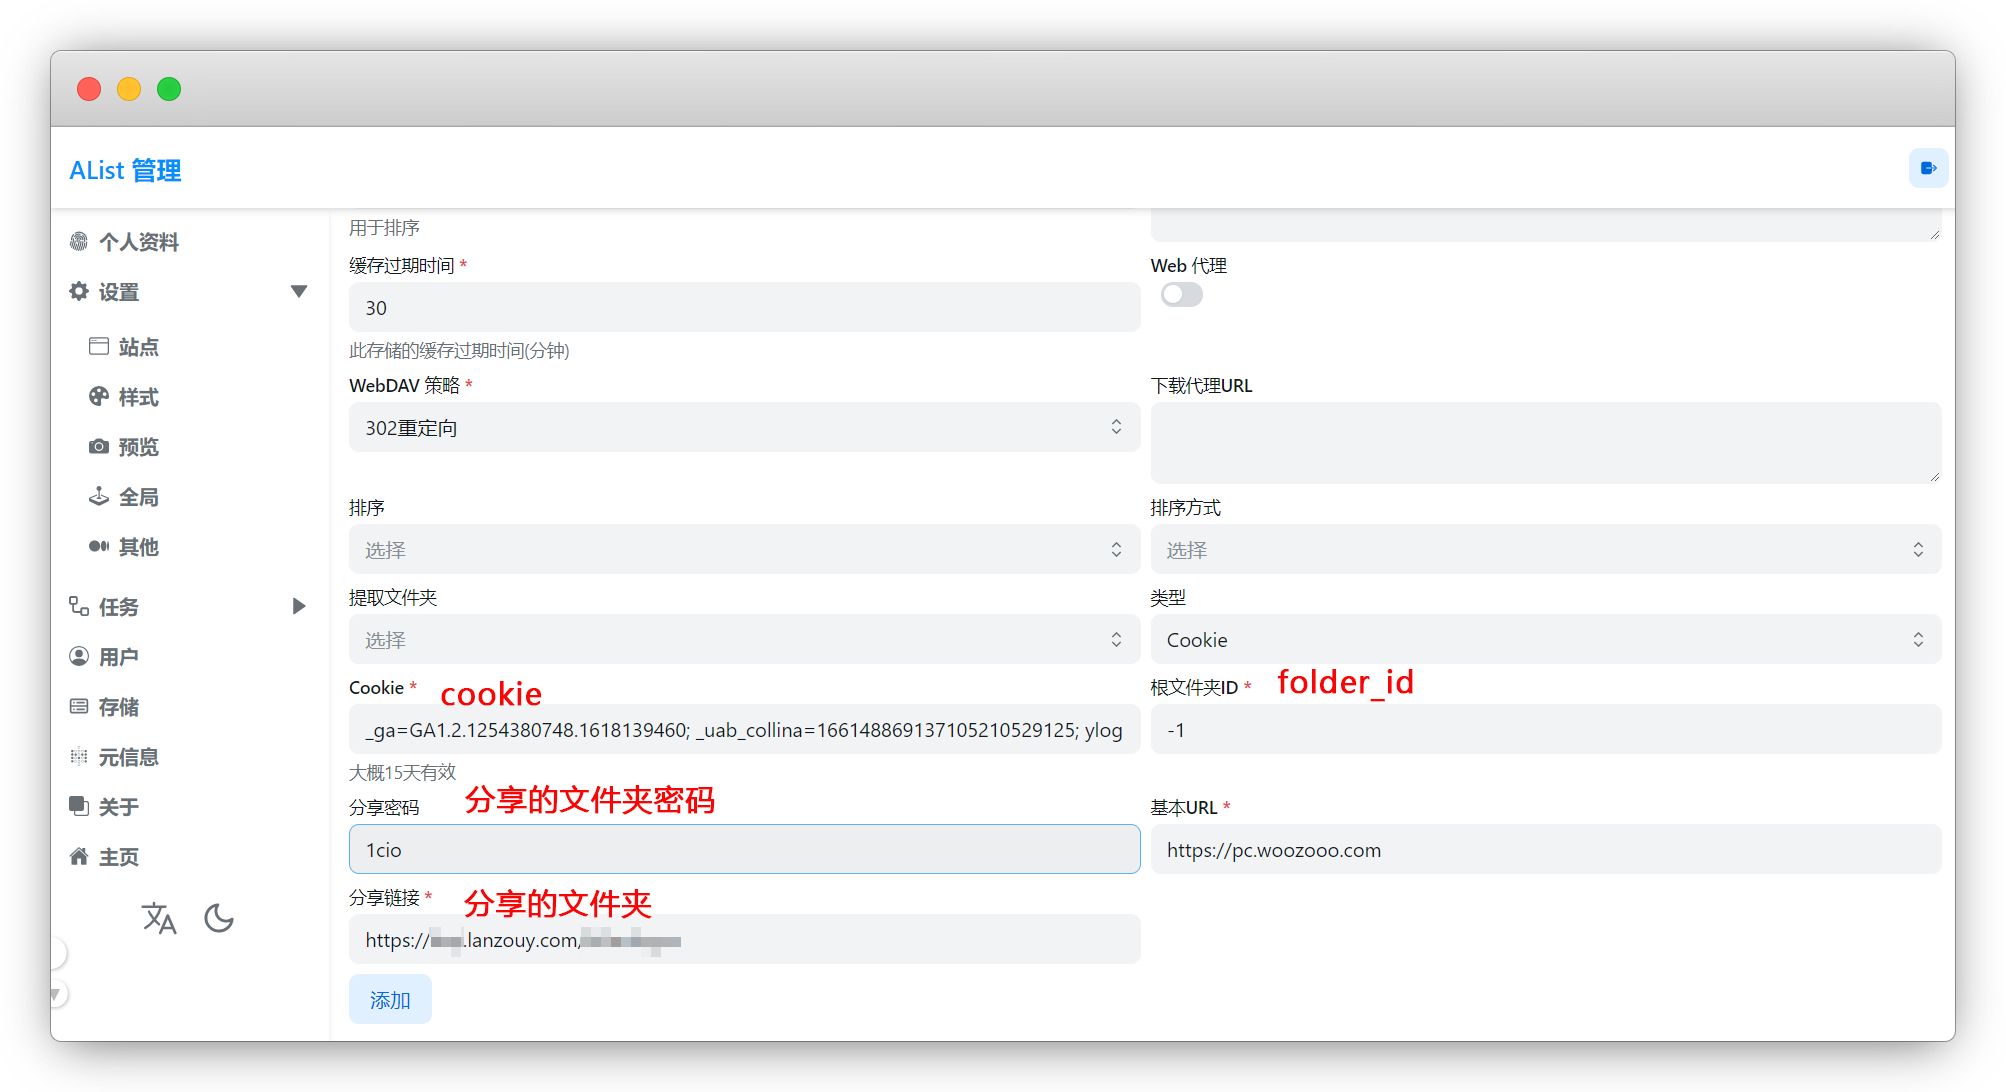 AList 管理
个人资料
设置
站点
样式
预览
全局
其他
任务
用户
存储
元信息
关于
主页
用于排序
缓存过期时间 *
30
此存储的缓存过期时间(分钟)
Web 代理
WebDAV 策略 *
302重定向
下载代理URL
排序
选择
排序方式
选择
提取文件夹
选择
类型
Cookie
Cookie * cookie
_ga=GA1.2.1254380748.1618139460; _uab_collina=166148869137105210529125; ylog
大概15天有效
根文件夹ID * folder_id
-1
分享密码 分享的文件夹密码
1cio
基本URL *
https://pc.woozooo.com
分享链接 * 分享的文件夹
https:// .lanzouy.com/
添加